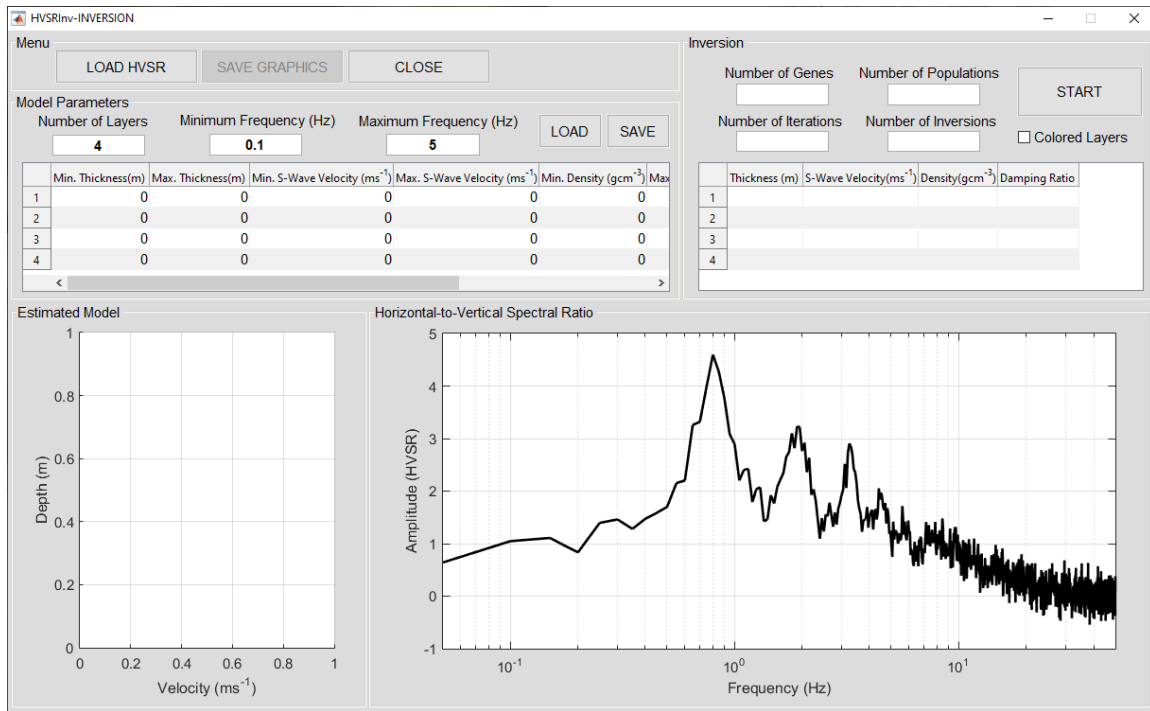 HVSRInv-INVERSION
Menu
LOAD HVSR SAVE GRAPHICS CLOSE
Model Parameters
Number of Layers Minimum Frequency (Hz) Maximum Frequency (Hz)
4 0.1 5 LOAD SAVE
Min. Thickness(m) Max. Thickness(m) Min. S-Wave Velocity (ms⁻¹) Max. S-Wave Velocity (ms⁻¹) Min. Density (gcm⁻³) Max
1 0 0 0 0 0
2 0 0 0 0 0
3 0 0 0 0 0
4 0 0 0 0 0
Inversion
Number of Genes Number of Populations
START
Number of Iterations Number of Inversions
Colored Layers
Thickness (m) S-Wave Velocity(ms⁻¹) Density(gcm⁻³) Damping Ratio
1
2
3
4
Estimated Model
1
0.8
0.6
0.4
0.2
0
Depth (m)
0 0.2 0.4 0.6 0.8 1
Velocity (ms⁻¹)
Horizontal-to-Vertical Spectral Ratio
5
4
3
2
1
0
-1
Amplitude (HVSR)
10⁻¹ 10⁰ 10¹
Frequency (Hz)